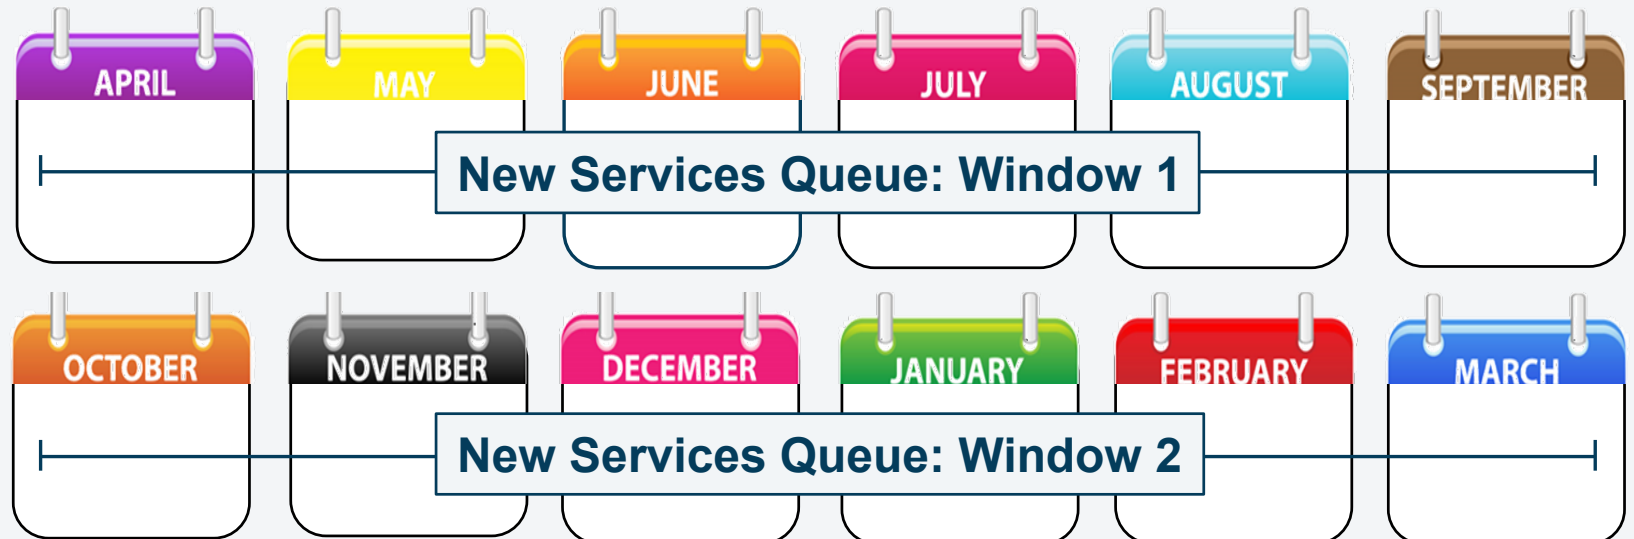 APRIL MAY JUNE JULY AUGUST SEPTEMBER
New Services Queue: Window 1
OCTOBER NOVEMBER DECEMBER JANUARY FEBRUARY MARCH
New Services Queue: Window 2